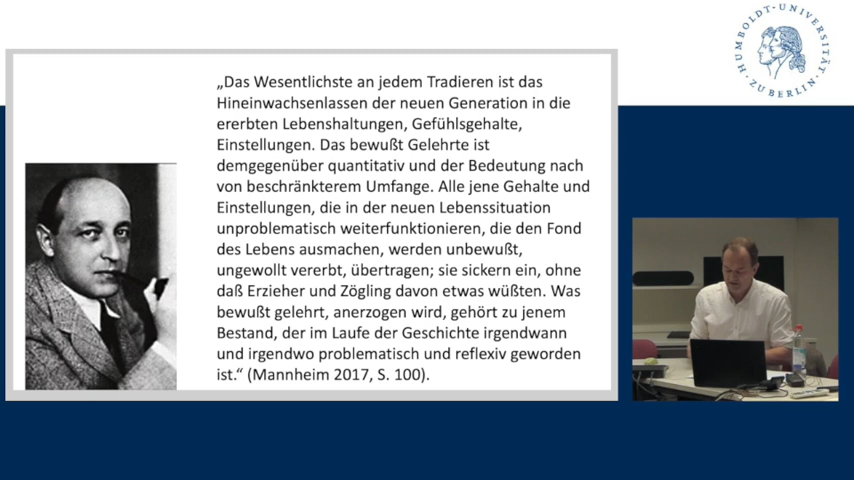 HUMBOLDT-UNIVERSITÄT
ZU BERLIN
„Das Wesentlichste an jedem Tradieren ist das
Hineinwachsenlassen der neuen Generation in die
ererbten Lebenshaltungen, Gefühlsgehalte,
Einstellungen. Das bewußt Gelehrte ist
demgegenüber quantitativ und der Bedeutung nach
von beschränkterem Umfange. Alle jene Gehalte und
Einstellungen, die in der neuen Lebenssituation
unproblematisch weiterfunktionieren, die den Fond
des Lebens ausmachen, werden unbewußt,
ungewollt vererbt, übertragen; sie sickern ein, ohne
daß Erzieher und Zögling davon etwas wüßten. Was
bewußt gelehrt, anerzogen wird, gehört zu jenem
Bestand, der im Laufe der Geschichte irgendwann
und irgendwo problematisch und reflexiv geworden
ist.“ (Mannheim 2017, S. 100).